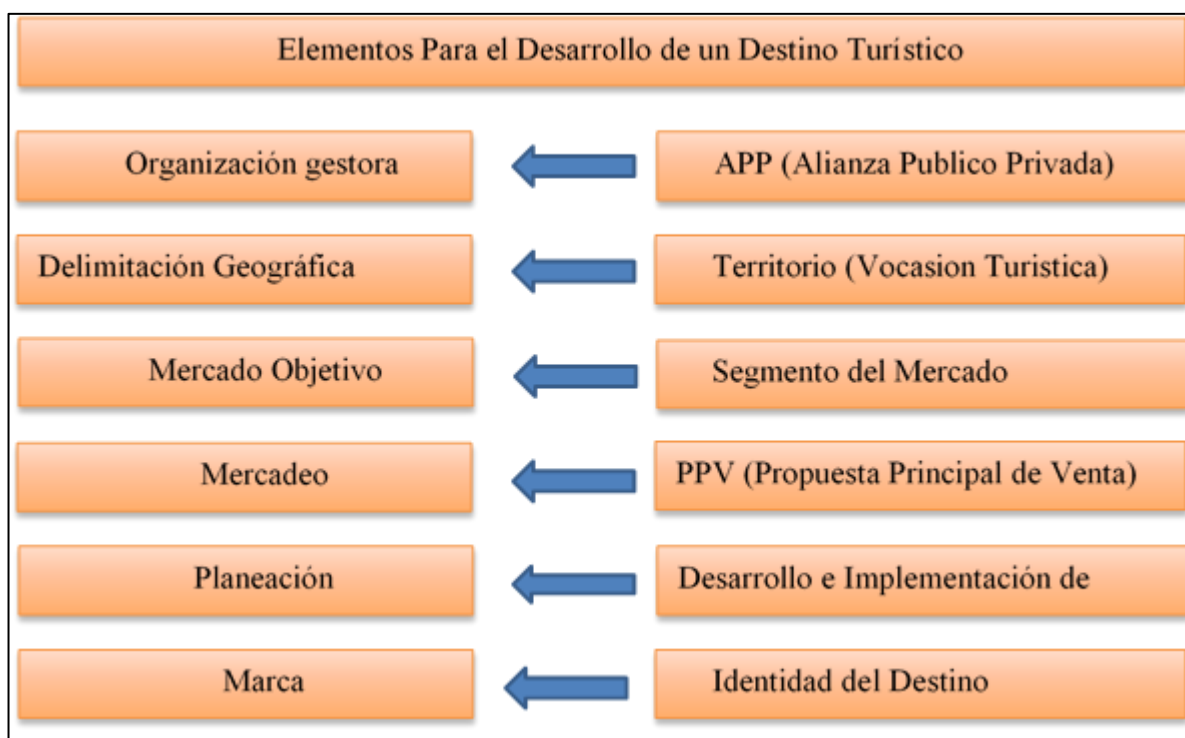 Elementos Para el Desarrollo de un Destino Turístico
Organización gestora
APP (Alianza Publico Privada)
Delimitación Geográfica
Territorio (Vocasion Turistica)
Mercado Objetivo
Segmento del Mercado
Mercadeo
PPV (Propuesta Principal de Venta)
Planeación
Desarrollo e Implementación de
Marca
Identidad del Destino